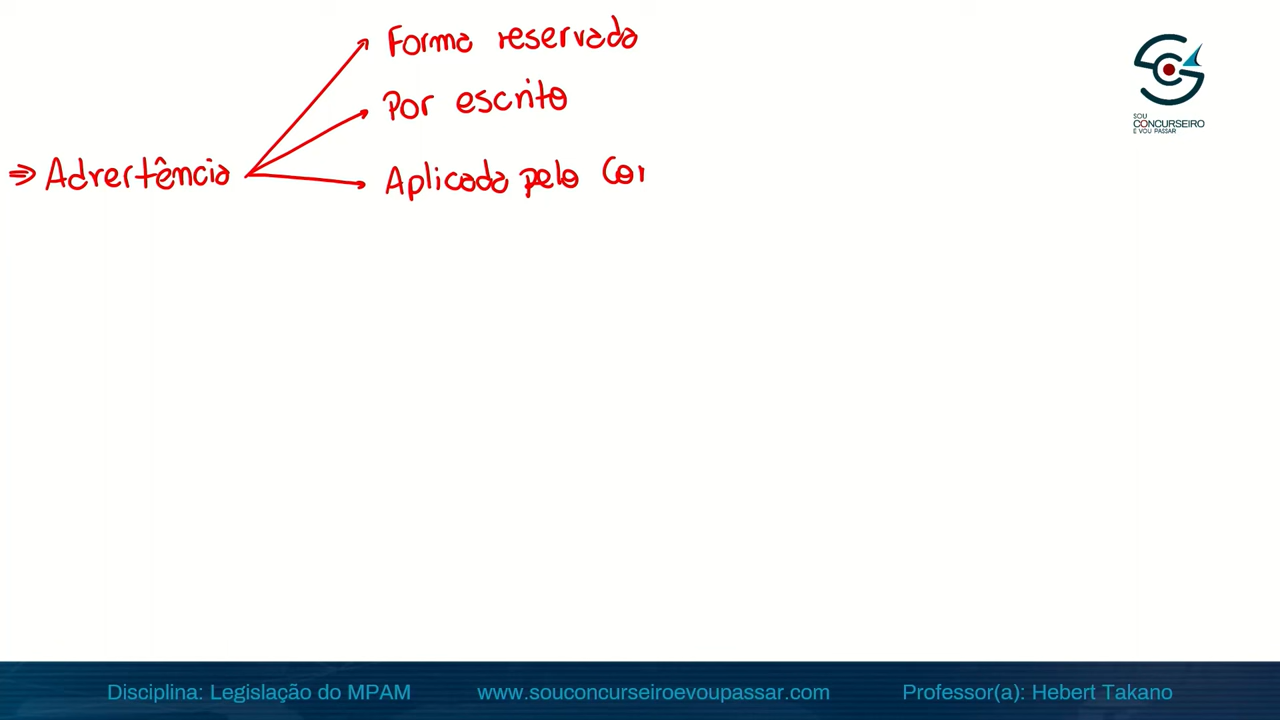 Forma reservada
Por escrito
⇒ Advertência
Aplicada pelo Cor
SOU
CONCURSEIRO
E VOU PASSAR
Disciplina: Legislação do MPAM
www.souconcurseiroevoupassar.com
Professor(a): Hebert Takano